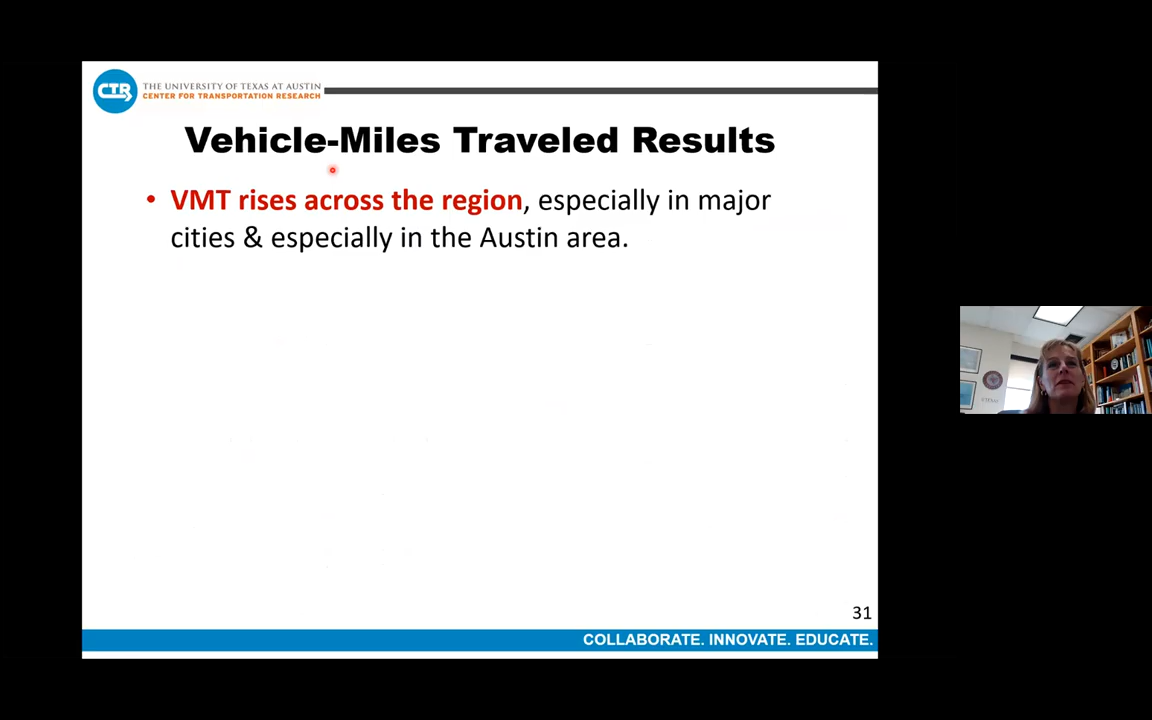 CTR
THE UNIVERSITY OF TEXAS AT AUSTIN
CENTER FOR TRANSPORTATION RESEARCH
Vehicle-Miles Traveled Results
• VMT rises across the region, especially in major
cities & especially in the Austin area.
31
COLLABORATE. INNOVATE. EDUCATE.